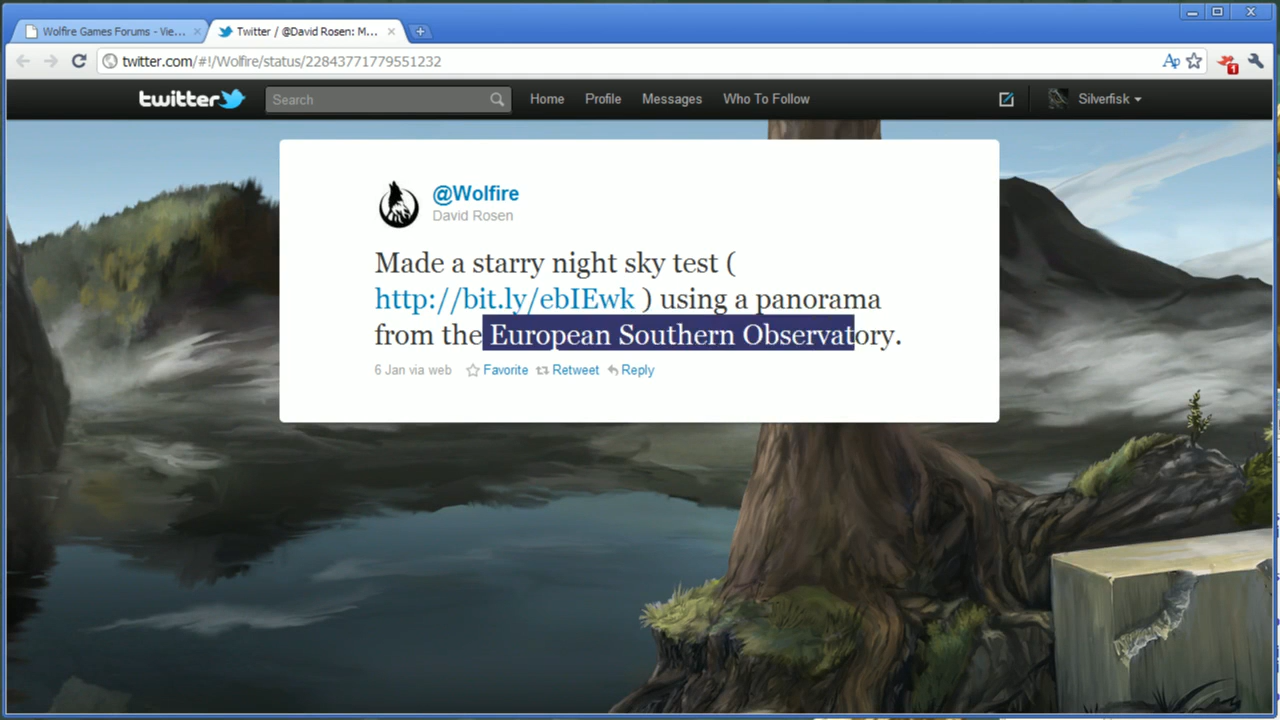 Wolfire Games Forums - Vie...
Twitter / @David Rosen: M...
twitter.com/#!/Wolfire/status/22843771779551232
1
twitter
Search
Home
Profile
Messages
Who To Follow
Silverfisk
@Wolfire
David Rosen
Made a starry night sky test (
http://bit.ly/ebIEwk ) using a panorama
from the European Southern Observatory.
6 Jan via web
Favorite
Retweet
Reply